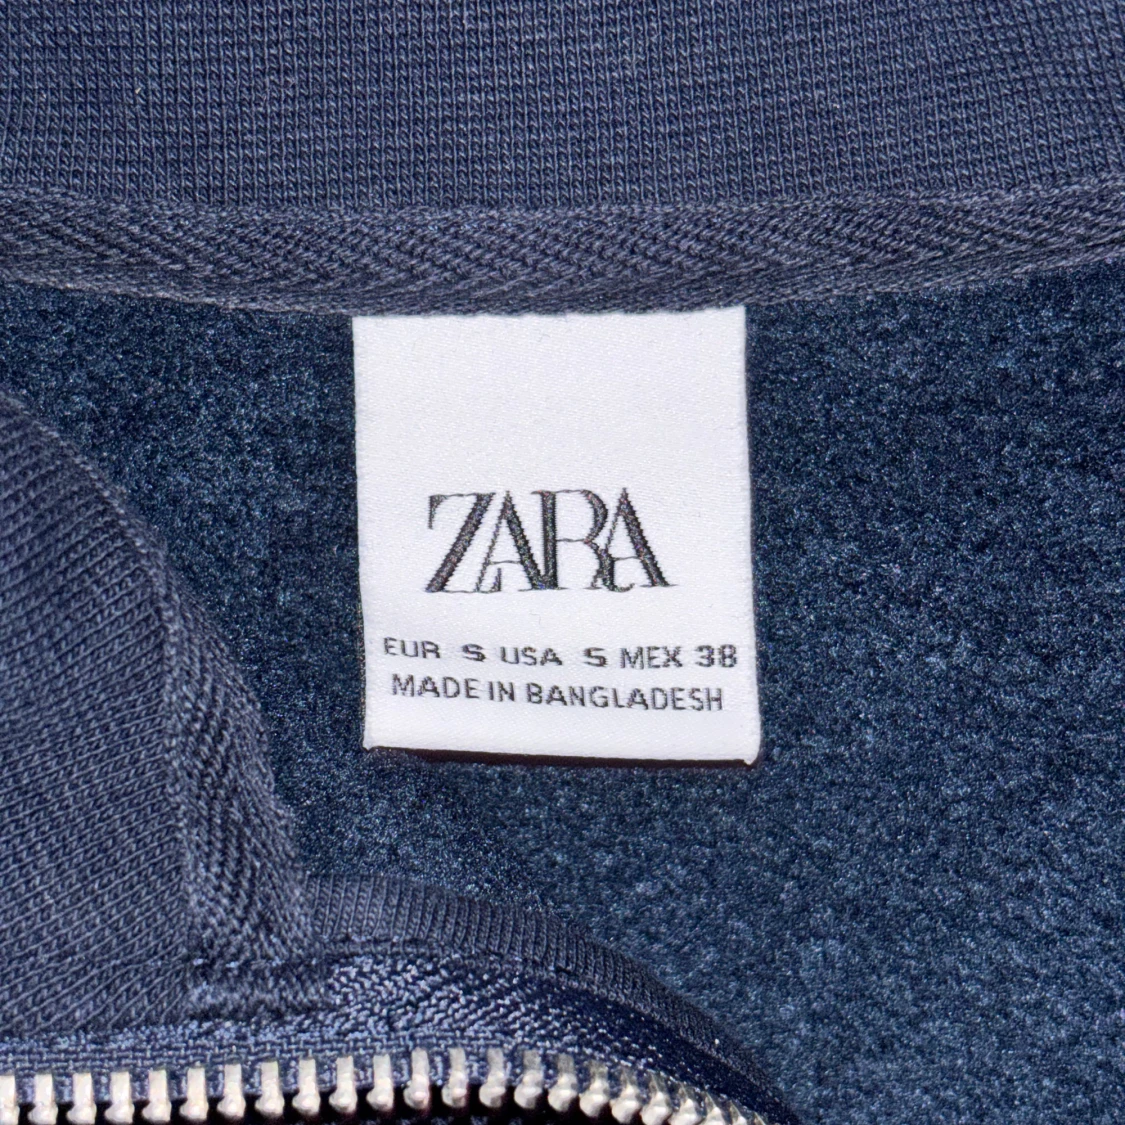 ZARA
EUR S USA S MEX 38
MADE IN BANGLADESH